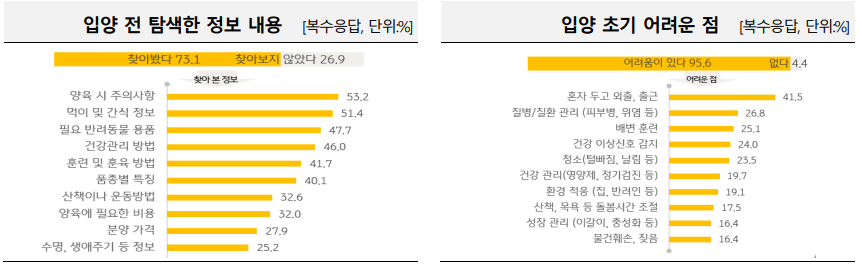 입양 전 탐색한 정보 내용 [복수응답, 단위:%]
찾아봤다 73.1 찾아보지 않았다 26.9
찾아 본 정보
양육 시 주의사항 53.2
먹이 및 간식 정보 51.4
필요 반려동물 용품 47.7
건강관리 방법 46.0
훈련 및 훈육 방법 41.7
품종별 특징 40.1
산책이나 운동방법 32.6
양육에 필요한 비용 32.0
분양 가격 27.9
수명, 생애주기 등 정보 25.2
입양 초기 어려운 점 [복수응답, 단위:%]
어려움이 있다 95.6 없다 4.4
어려운 점
혼자 두고 외출, 출근 41.5
질병/질환 관리 (피부병, 위염 등) 26.8
배변 훈련 25.1
건강 이상신호 감지 24.0
청소(털빠짐, 날림 등) 23.5
건강 관리(영양제, 정기검진 등) 19.7
환경 적응 (집, 반려인 등) 19.1
산책, 목욕 등 돌봄시간 조절 17.5
성장 관리 (이갈이, 중성화 등) 16.4
물건훼손, 짖음 16.4